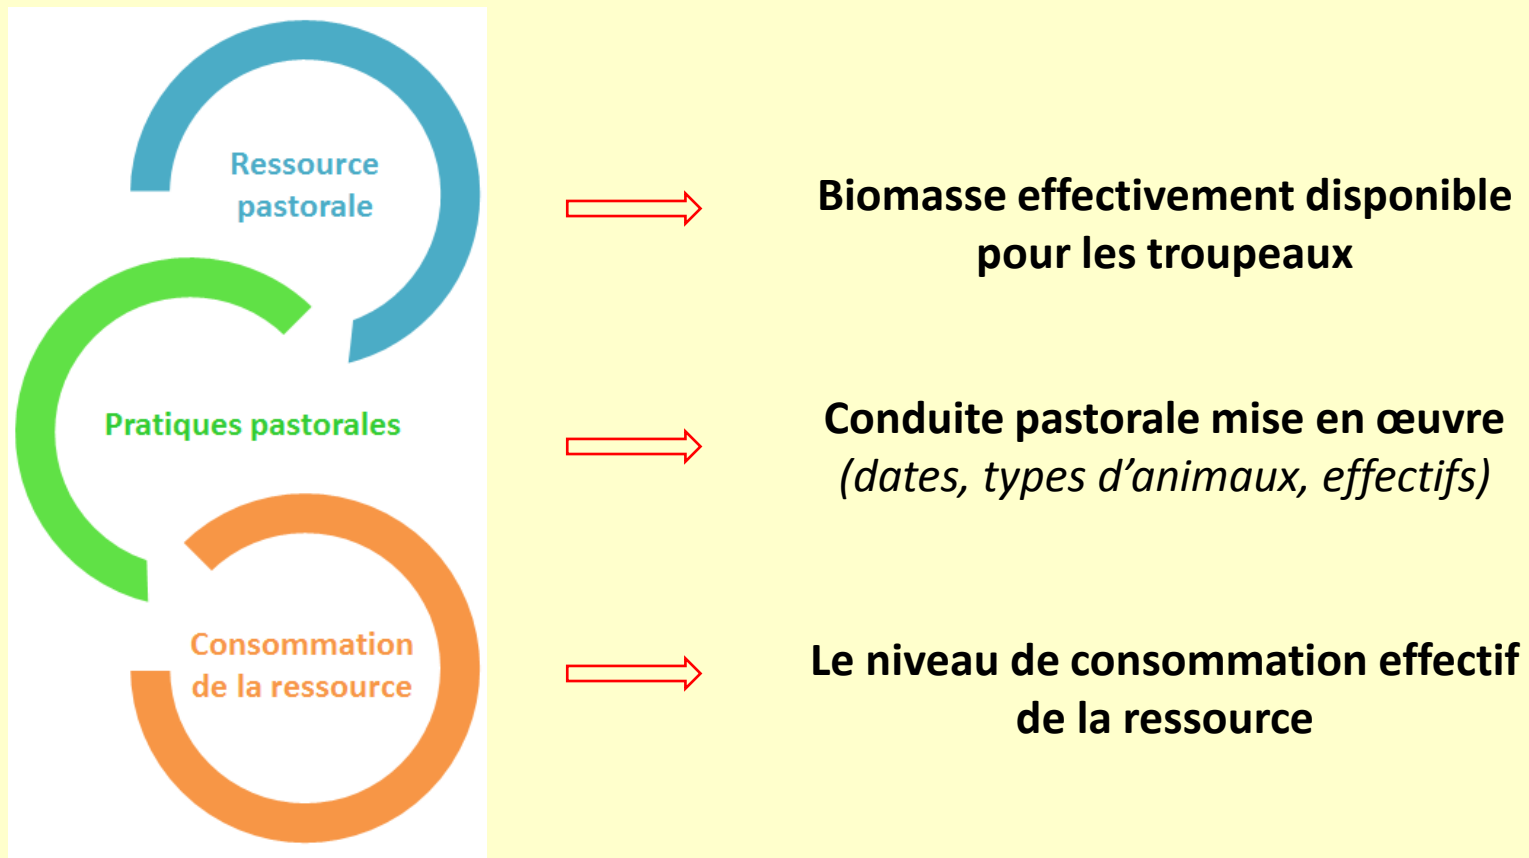 Ressource
pastorale
Biomasse effectivement disponible
pour les troupeaux
Pratiques pastorales
Conduite pastorale mise en œuvre
(dates, types d’animaux, effectifs)
Consommation
de la ressource
Le niveau de consommation effectif
de la ressource